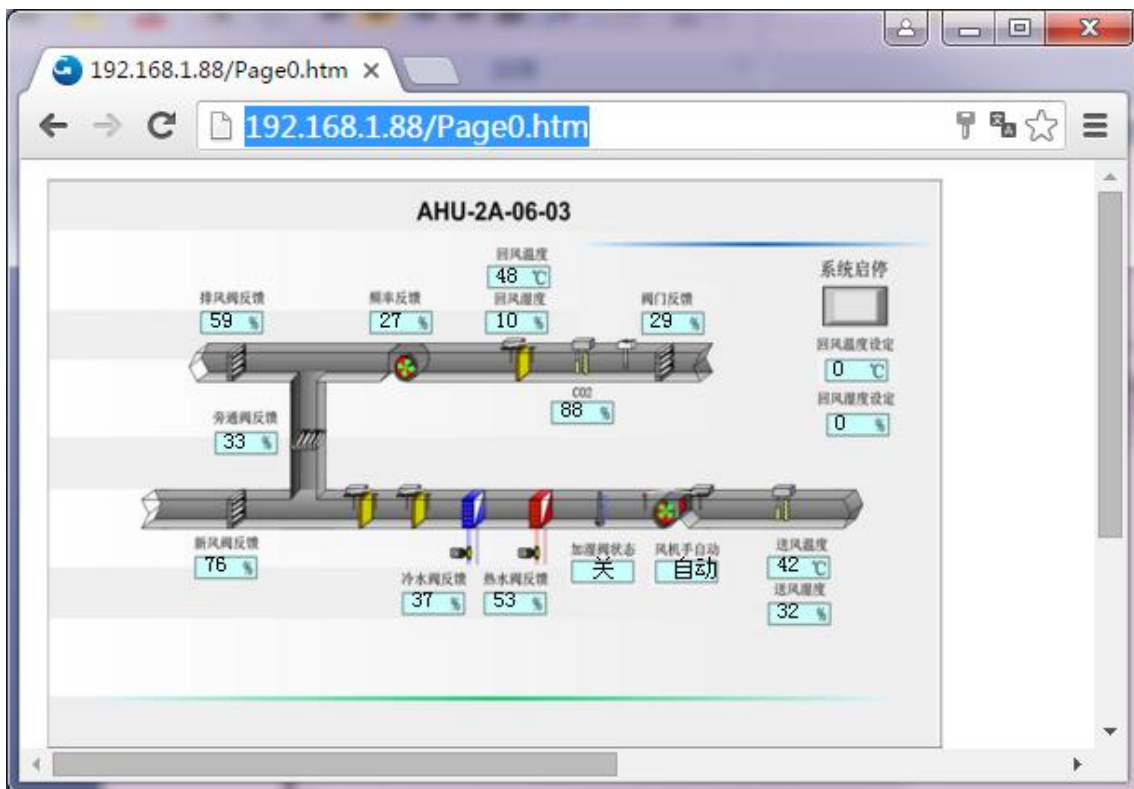 192.168.1.88/Page0.htm
192.168.1.88/Page0.htm
AHU-2A-06-03
回风温度
48 ℃
系统启停
排风阀反馈
频率反馈
回风湿度
阀门反馈
59 %
27 %
10 %
29 %
回风温度设定
0 ℃
CO2
88 %
回风湿度设定
0 %
旁通阀反馈
33 %
新风阀反馈
76 %
加湿阀状态
关
风机手自动
自动
送风温度
42 ℃
冷水阀反馈
37 %
热水阀反馈
53 %
送风湿度
32 %